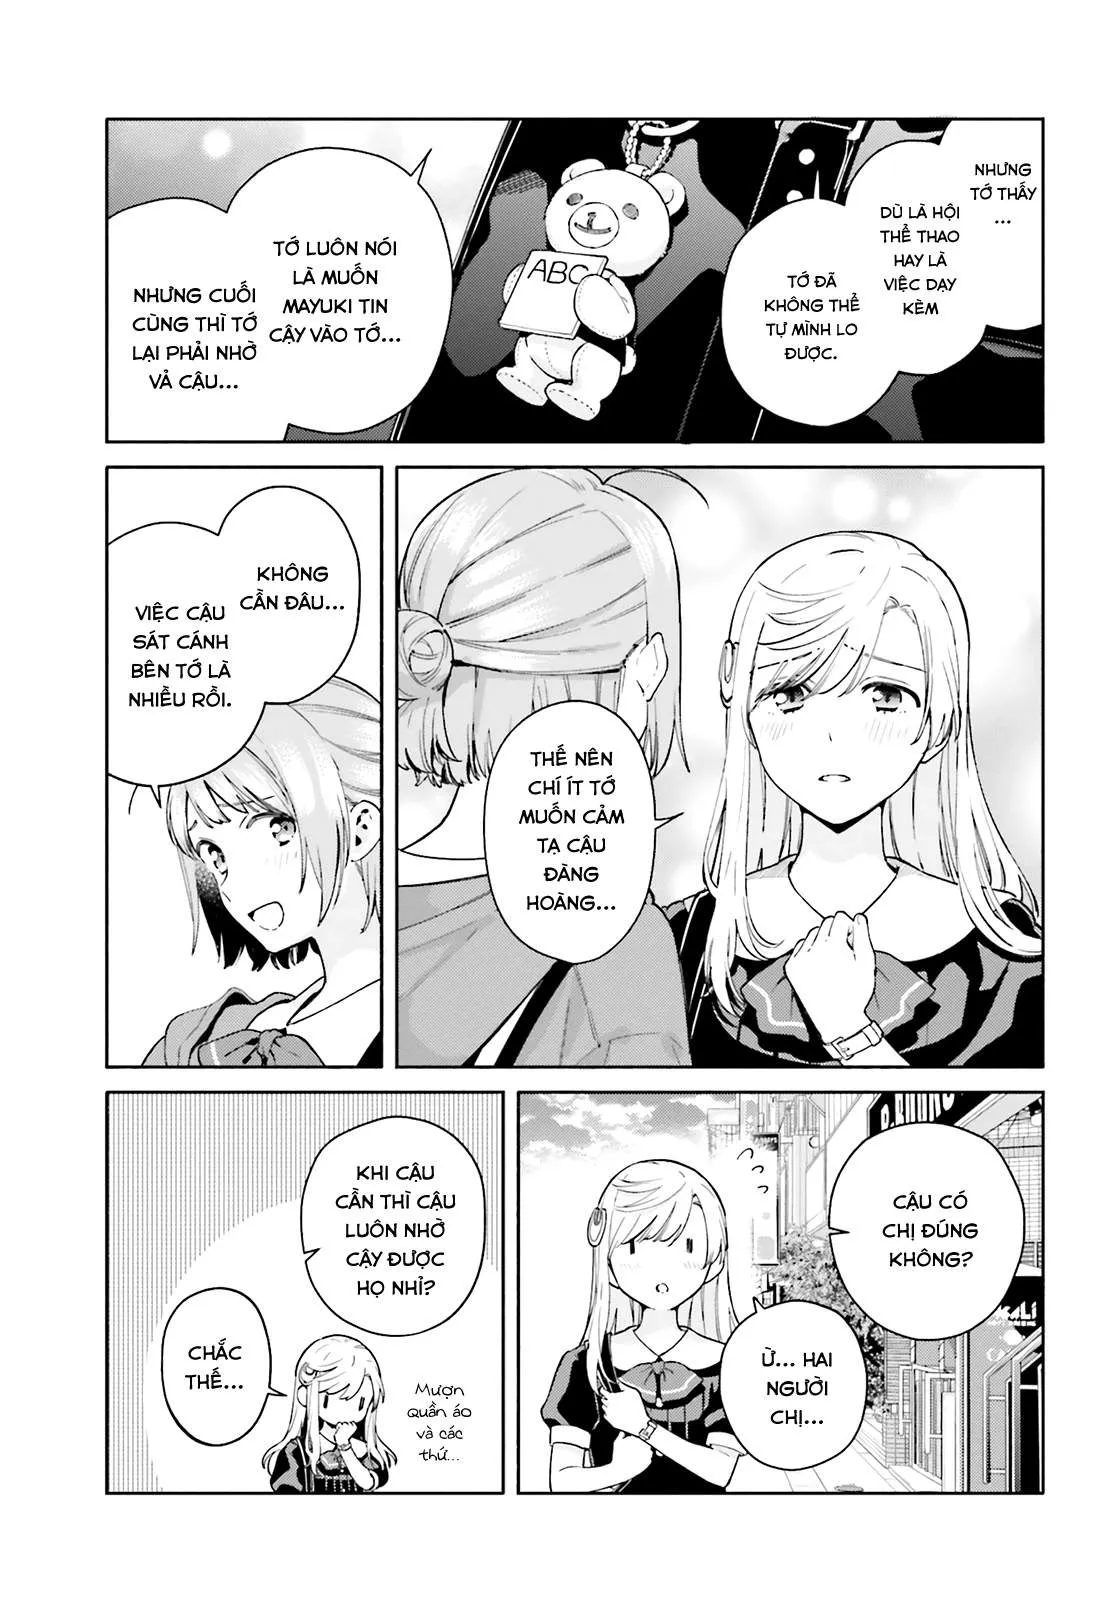 NHƯNG
TỚ THẤY
...
DÙ LÀ HỘI
THỂ THAO
HAY LÀ
VIỆC DẠY
KÈM
TỚ ĐÃ
KHÔNG THỂ
TỰ MÌNH LO
ĐƯỢC.
ABC
TỚ LUÔN NÓI
LÀ MUỐN
MAYUKI TIN
CẬY VÀO TỚ...
NHƯNG CUỐI
CÙNG THÌ TỚ
LẠI PHẢI NHỜ
VẢ CẬU...
THẾ NÊN
CHÍ ÍT TỚ
MUỐN CẢM
TẠ CẬU
ĐÀNG
HOÀNG...
KHÔNG
CẦN ĐÂU...
VIỆC CẬU
SÁT CÁNH
BÊN TỚ LÀ
NHIỀU RỒI.
CẬU CÓ
CHỊ ĐÚNG
KHÔNG?
Ừ... HAI
NGƯỜI
CHỊ...
KHI CẬU
CẦN THÌ CẬU
LUÔN NHỜ
CẬY ĐƯỢC
HỌ NHỈ?
CHẮC
THẾ...
Mượn
quần áo
và các
thứ...